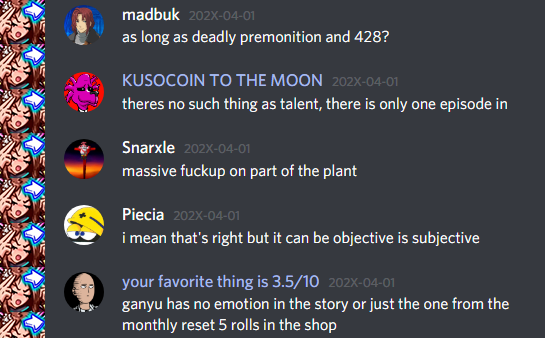 madbuk 202X-04-01
as long as deadly premonition and 428?
KUSOCOIN TO THE MOON 202X-04-01
theres no such thing as talent, there is only one episode in
Snarxle 202X-04-01
massive fuckup on part of the plant
Piecia 202X-04-01
i mean that's right but it can be objective is subjective
your favorite thing is 3.5/10 202X-04-01
ganyu has no emotion in the story or just the one from the
monthly reset 5 rolls in the shop